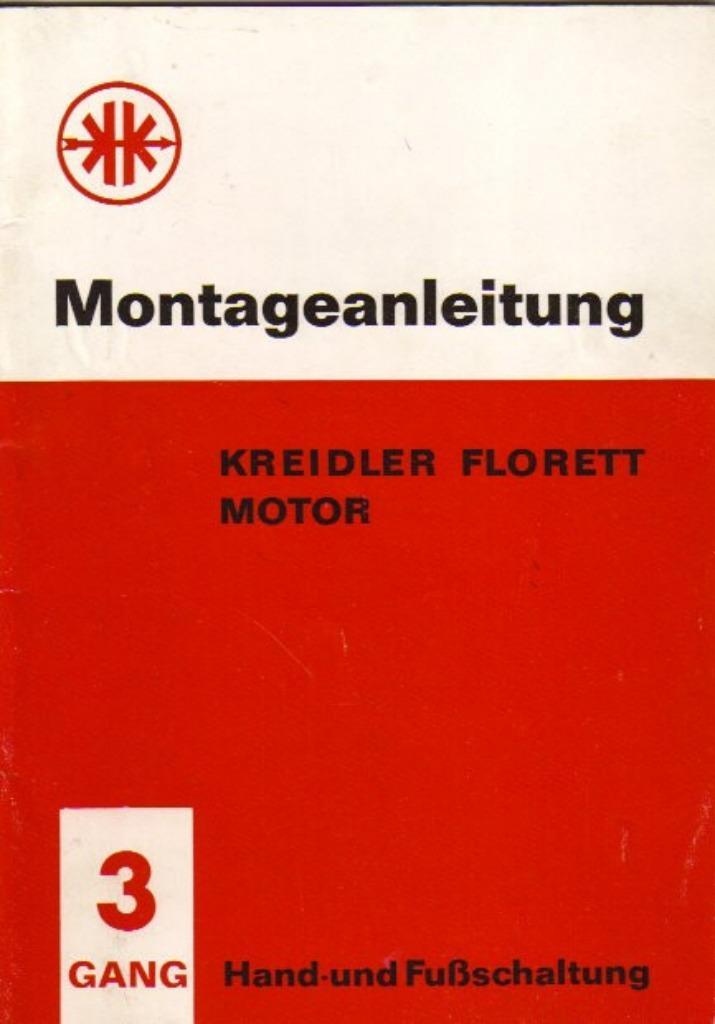 Montageanleitung
KREIDLER FLORETT
MOTOR
3
GANG
Hand-und Fußschaltung